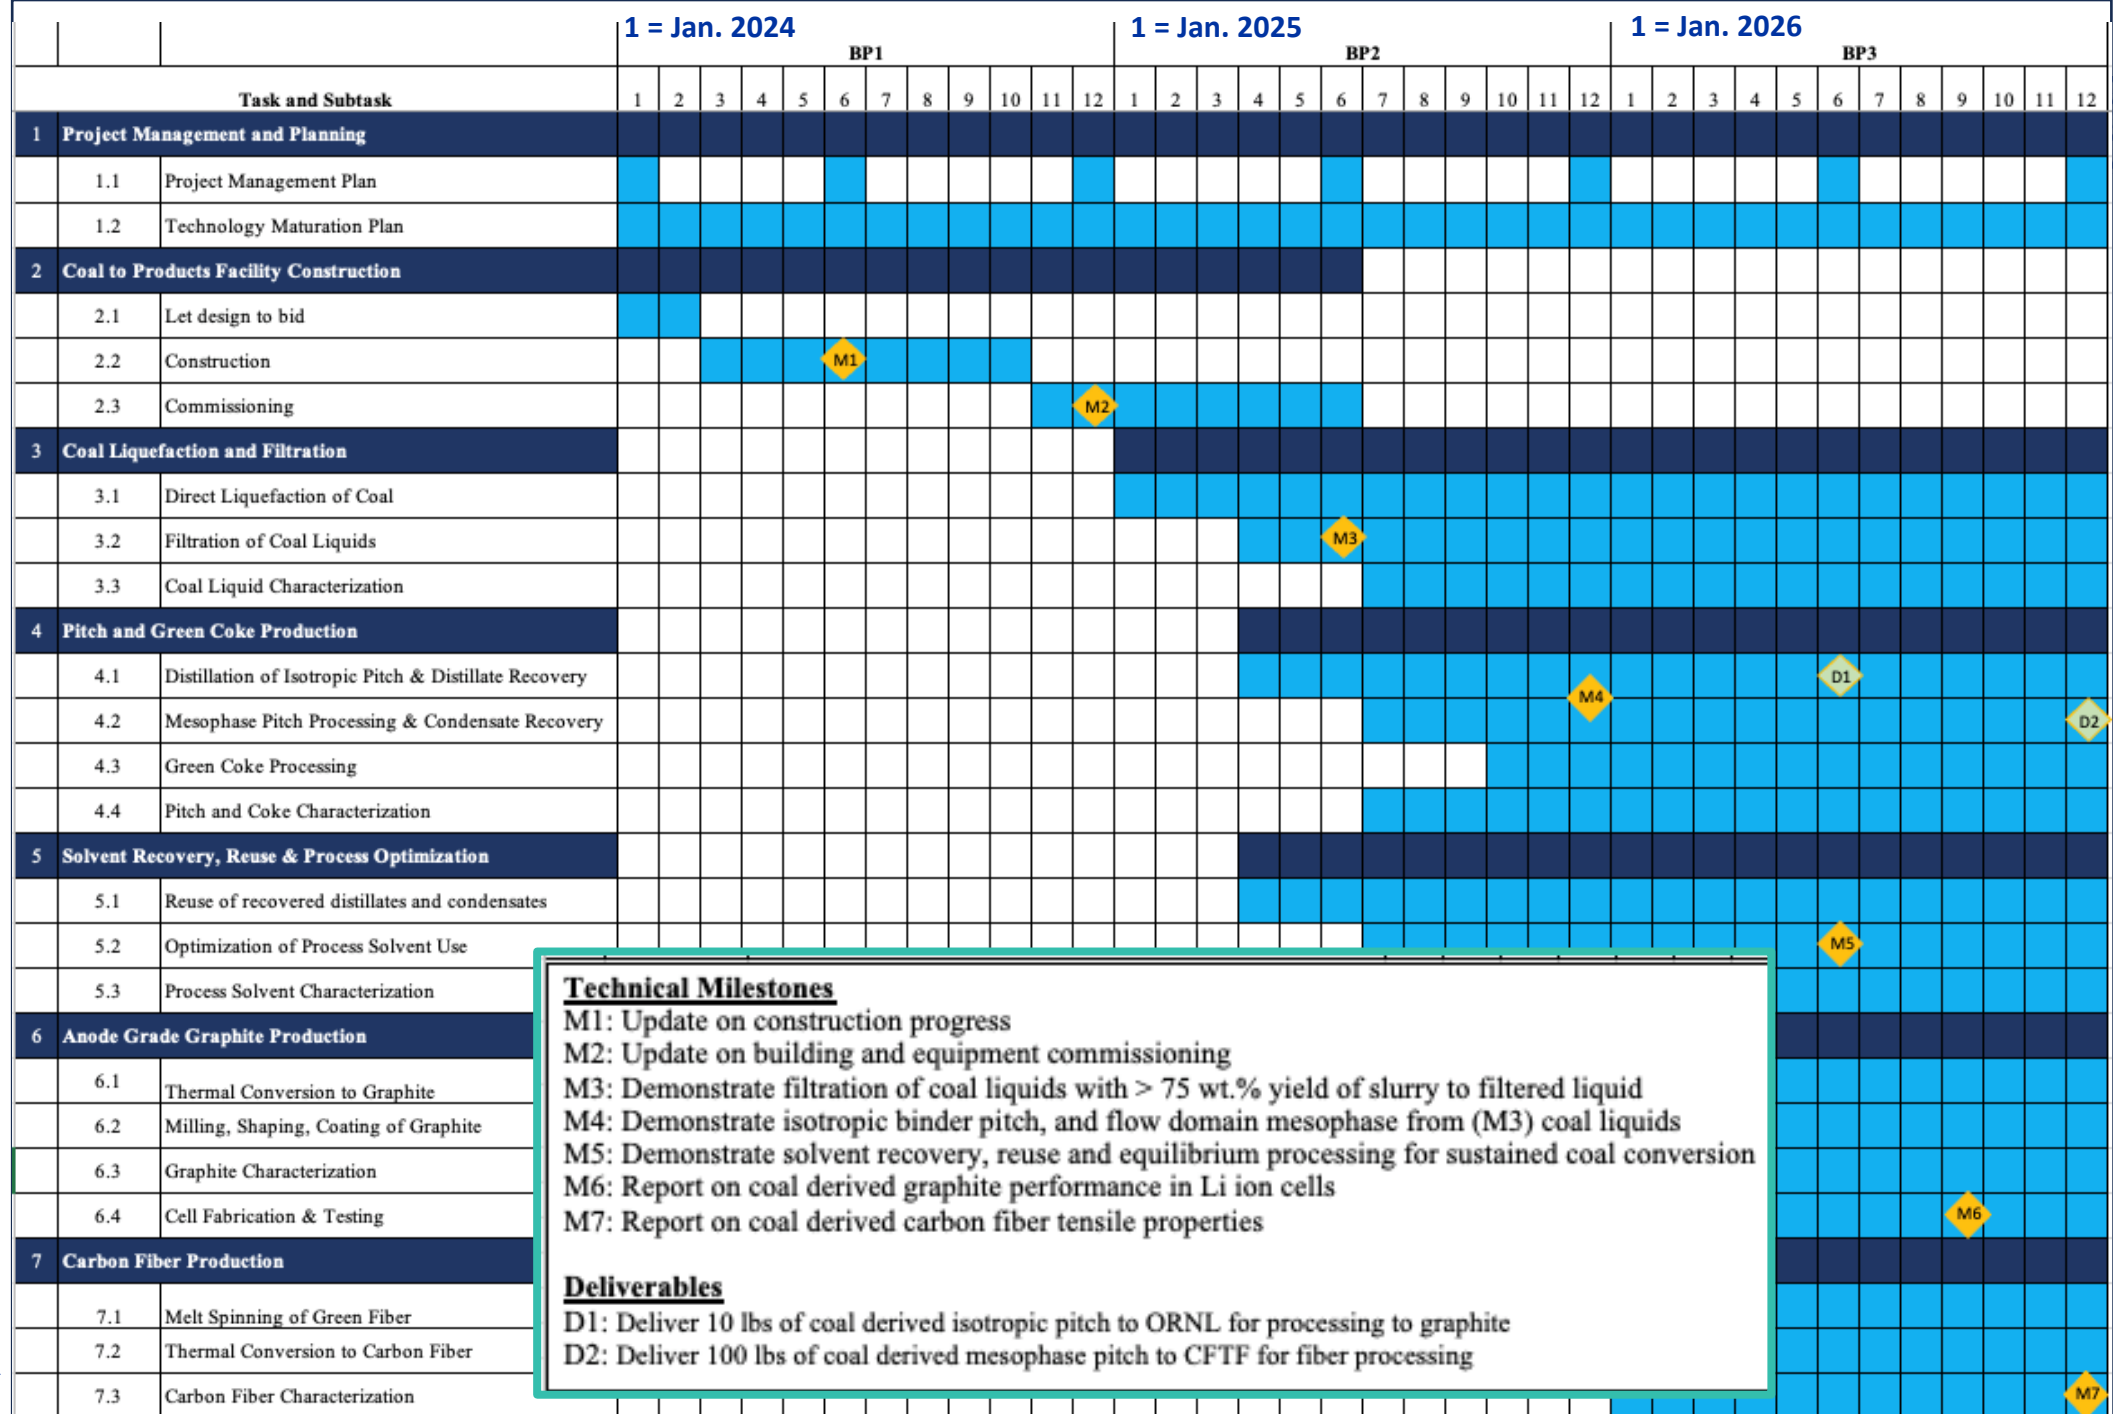 1 = Jan. 2024 1 = Jan. 2025 1 = Jan. 2026
BP1 BP2 BP3
Task and Subtask 1 2 3 4 5 6 7 8 9 10 11 12 1 2 3 4 5 6 7 8 9 10 11 12 1 2 3 4 5 6 7 8 9 10 11 12
1 Project Management and Planning
1.1 Project Management Plan
1.2 Technology Maturation Plan
2 Coal to Products Facility Construction
2.1 Let design to bid
2.2 Construction M1
2.3 Commissioning M2
3 Coal Liquefaction and Filtration
3.1 Direct Liquefaction of Coal
3.2 Filtration of Coal Liquids M3
3.3 Coal Liquid Characterization
4 Pitch and Green Coke Production
4.1 Distillation of Isotropic Pitch & Distillate Recovery D1
M4
4.2 Mesophase Pitch Processing & Condensate Recovery D2
4.3 Green Coke Processing
4.4 Pitch and Coke Characterization
5 Solvent Recovery, Reuse & Process Optimization
5.1 Reuse of recovered distillates and condensates
5.2 Optimization of Process Solvent Use M5
5.3 Process Solvent Characterization
6 Anode Grade Graphite Production
6.1 Thermal Conversion to Graphite
6.2 Milling, Shaping, Coating of Graphite
6.3 Graphite Characterization
6.4 Cell Fabrication & Testing M6
7 Carbon Fiber Production
7.1 Melt Spinning of Green Fiber
7.2 Thermal Conversion to Carbon Fiber
7.3 Carbon Fiber Characterization M7
Technical Milestones
M1: Update on construction progress
M2: Update on building and equipment commissioning
M3: Demonstrate filtration of coal liquids with > 75 wt.% yield of slurry to filtered liquid
M4: Demonstrate isotropic binder pitch, and flow domain mesophase from (M3) coal liquids
M5: Demonstrate solvent recovery, reuse and equilibrium processing for sustained coal conversion
M6: Report on coal derived graphite performance in Li ion cells
M7: Report on coal derived carbon fiber tensile properties
Deliverables
D1: Deliver 10 lbs of coal derived isotropic pitch to ORNL for processing to graphite
D2: Deliver 100 lbs of coal derived mesophase pitch to CFTF for fiber processing